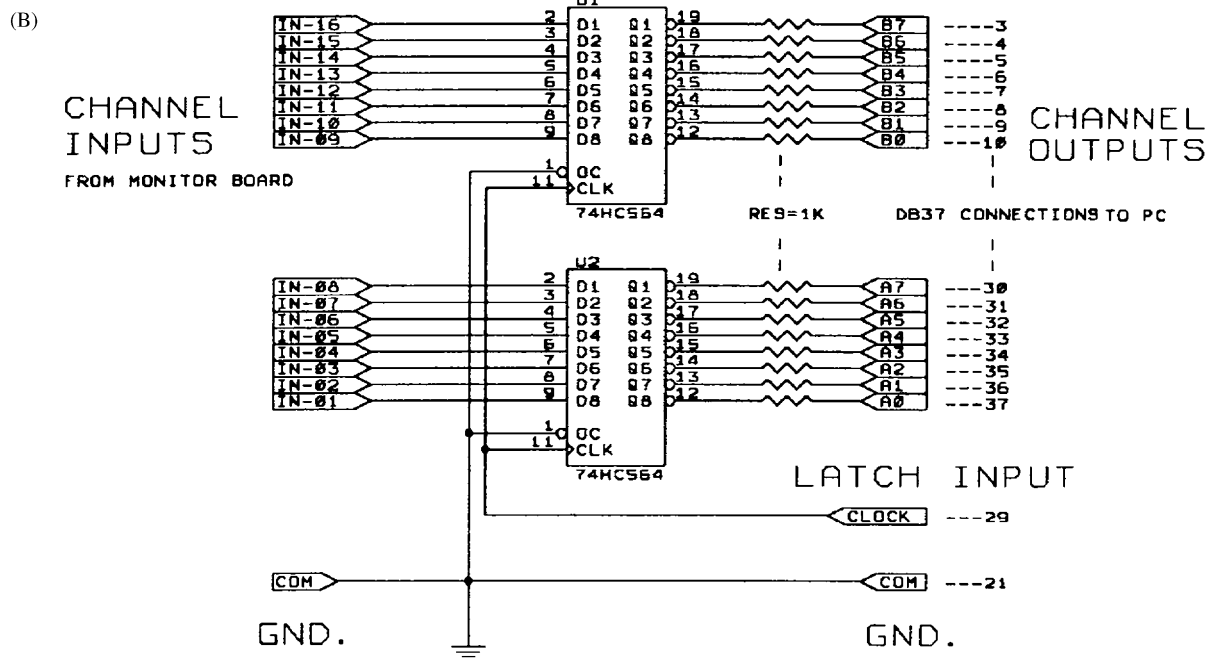 (B)
U1
IN-16 2 D1 Q1 19 B7 ----3
IN-15 3 D2 Q2 18 B6 ----4
IN-14 4 D3 Q3 17 B5 ----5
IN-13 5 D4 Q4 16 B4 ----6
IN-12 6 D5 Q5 15 B3 ----7
IN-11 7 D6 Q6 14 B2 ----8
IN-10 8 D7 Q7 13 B1 ----9
IN-09 9 D8 Q8 12 B0 ---10
CHANNEL
INPUTS
FROM MONITOR BOARD
CHANNEL
OUTPUTS
1 OC
11 CLK
74HC564
RES=1K
DB37 CONNECTIONS TO PC
U2
IN-08 2 D1 Q1 19 A7 ---30
IN-07 3 D2 Q2 18 A6 ---31
IN-06 4 D3 Q3 17 A5 ---32
IN-05 5 D4 Q4 16 A4 ---33
IN-04 6 D5 Q5 15 A3 ---34
IN-03 7 D6 Q6 14 A2 ---35
IN-02 8 D7 Q7 13 A1 ---36
IN-01 9 D8 Q8 12 A0 ---37
1 OC
11 CLK
74HC564
LATCH INPUT
CLOCK ---29
COM
COM ---21
GND.
GND.